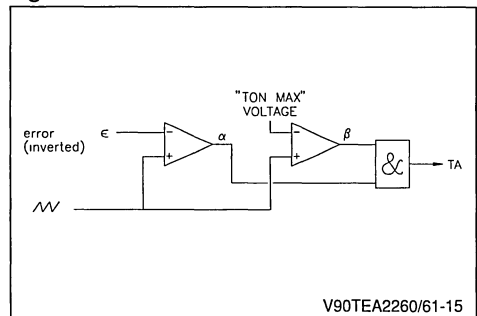 "TON MAX"
VOLTAGE
error ε
(inverted)
-
+
α
-
+
β
&
TA
V90TEA2260/61-15